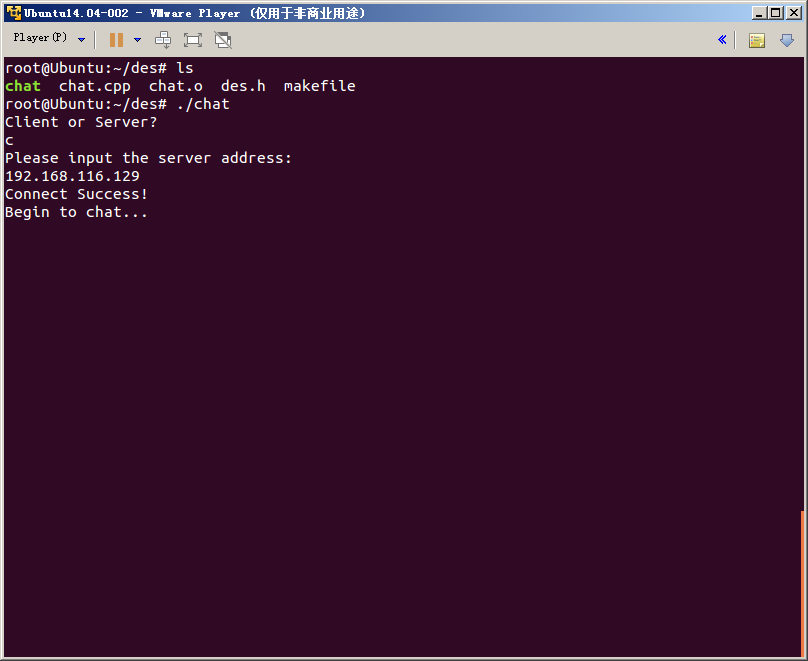 Ubuntu14.04-002 - VMware Player (仅用于非商业用途)
Player(P)
root@Ubuntu:~/des# ls
chat  chat.cpp  chat.o  des.h  makefile
root@Ubuntu:~/des# ./chat
Client or Server?
c
Please input the server address:
192.168.116.129
Connect Success!
Begin to chat...